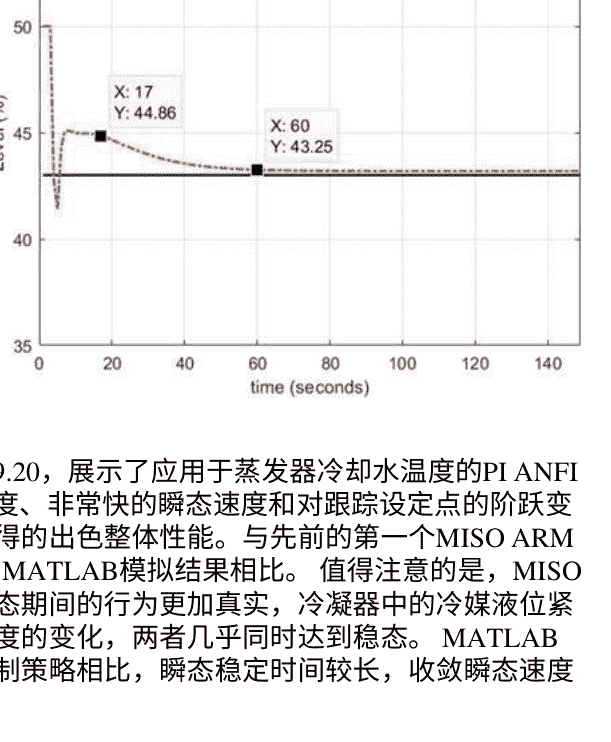 50
X: 17
Y: 44.86
X: 60
Y: 43.25
45
40
35
0 20 40 60 80 100 120 140
time (seconds)
9.20，展示了应用于蒸发器冷却水温度的PI ANFI
度、非常快的瞬态速度和对跟踪设定点的阶跃变
得的出色整体性能。与先前的第一个MISO ARM
MATLAB模拟结果相比。 值得注意的是，MISO
态期间的行为更加真实，冷凝器中的冷媒液位紧
度的变化，两者几乎同时达到稳态。 MATLAB
制策略相比，瞬态稳定时间较长，收敛瞬态速度